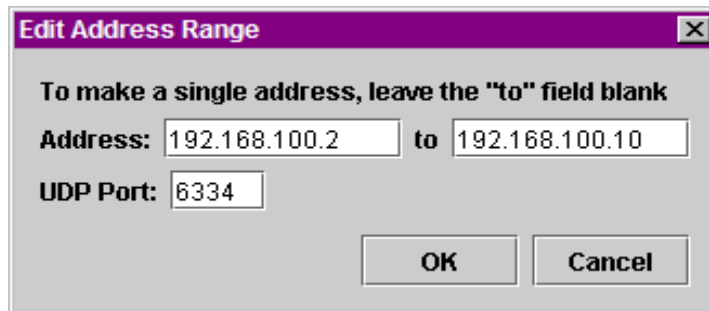 Edit Address Range
To make a single address, leave the "to" field blank
Address: 192.168.100.2 to 192.168.100.10
UDP Port: 6334
OK Cancel